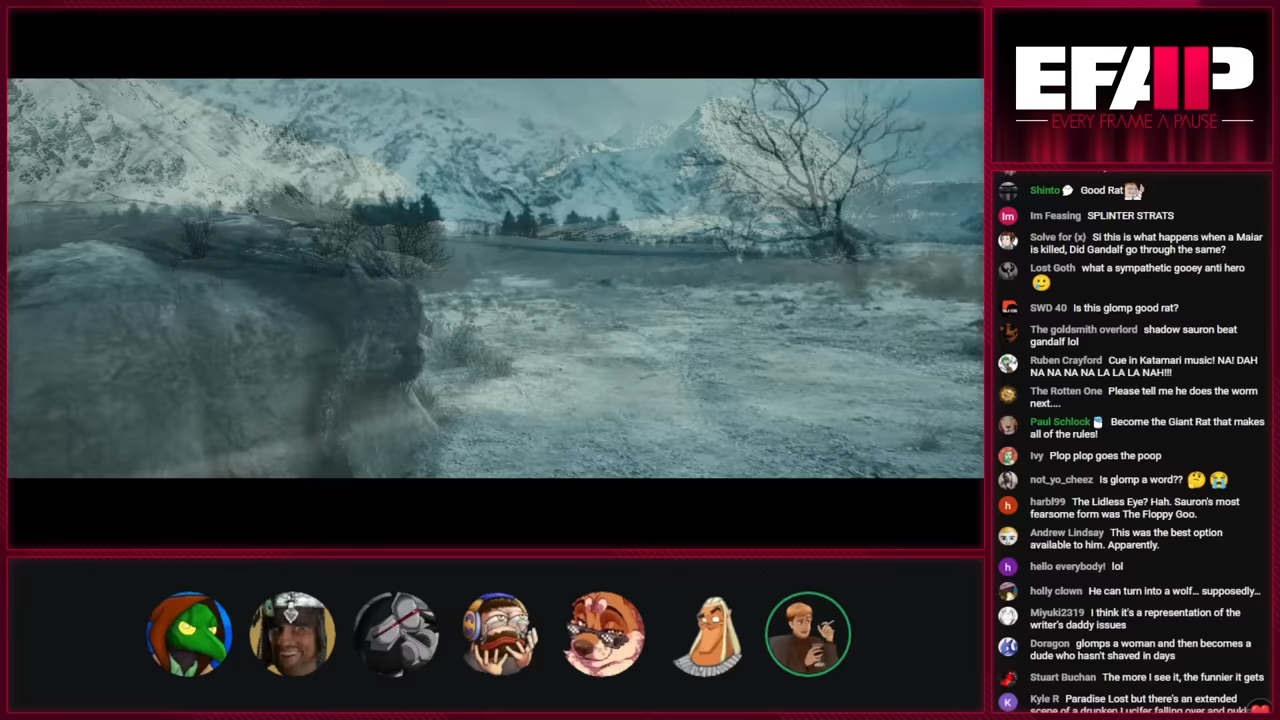 EFAP
EVERY FRAME A PAUSE
Shinto Good Rat
Im
Im Feasing SPLINTER STRATS
Solve for {x} Si this is what happens when a Maiar
is killed, Did Gandalf go through the same?
Lost Goth what a sympathetic gooey anti hero
SWD 40 Is this glomp good rat?
The goldsmith overlord shadow sauron beat
gandalf lol
Ruben Crayford Cue in Katamari music! NA! DAH
NA NA NA NA LA LA LA NAH!!!
The Rotten One Please tell me he does the worm
next....
Paul Schlock Become the Giant Rat that makes
all of the rules!
Ivy Plop plop goes the poop
not_yo_cheez Is glomp a word??
h
harbl99 The Lidless Eye? Hah. Sauron's most
fearsome form was The Floppy Goo.
Andrew Lindsay This was the best option
available to him. Apparently.
h
hello everybody! lol
holly clown He can turn into a wolf... supposedly...
Miyuki2319 I think it's a representation of the
writer's daddy issues
Doragon glomps a woman and then becomes a
dude who hasn't shaved in days
Stuart Buchan The more I see it, the funnier it gets
K
Kyle R Paradise Lost but there's an extended
scene of a drunken Lucifer falling over and